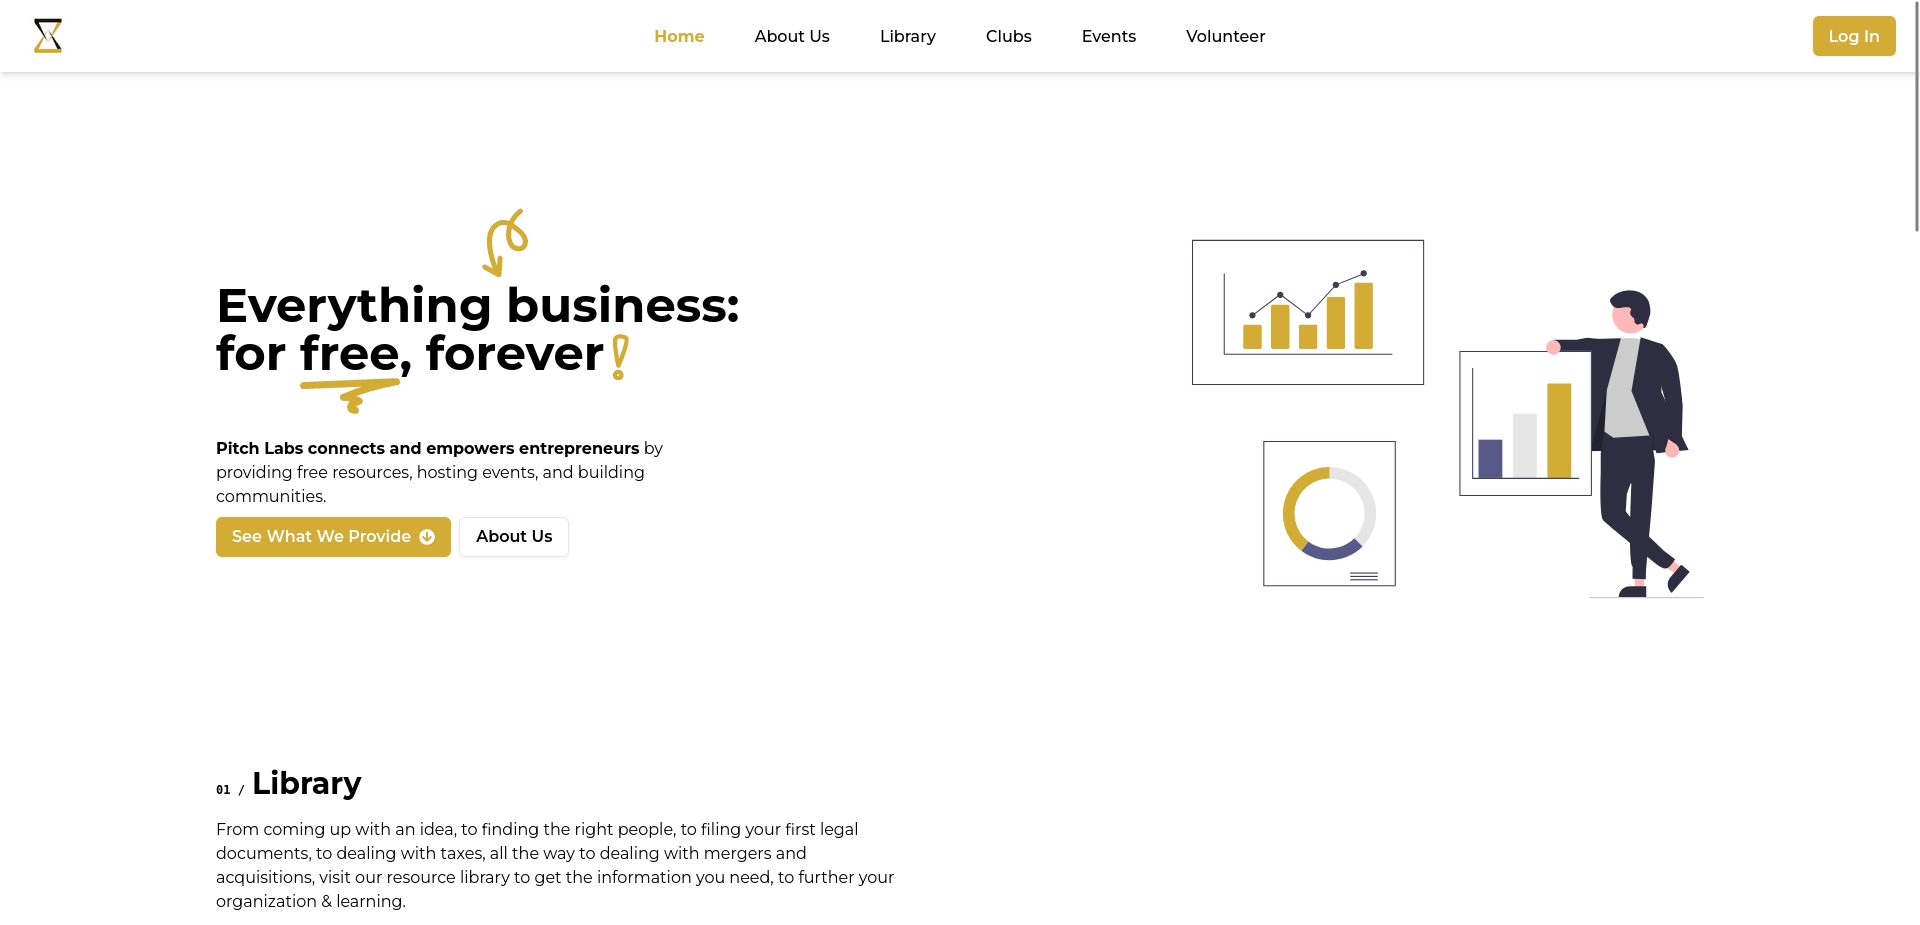 Home
About Us
Library
Clubs
Events
Volunteer
Log In
Everything business:
for free, forever!
Pitch Labs connects and empowers entrepreneurs by
providing free resources, hosting events, and building
communities.
See What We Provide
About Us
01 / Library
From coming up with an idea, to finding the right people, to filing your first legal
documents, to dealing with taxes, all the way to dealing with mergers and
acquisitions, visit our resource library to get the information you need, to further your
organization & learning.